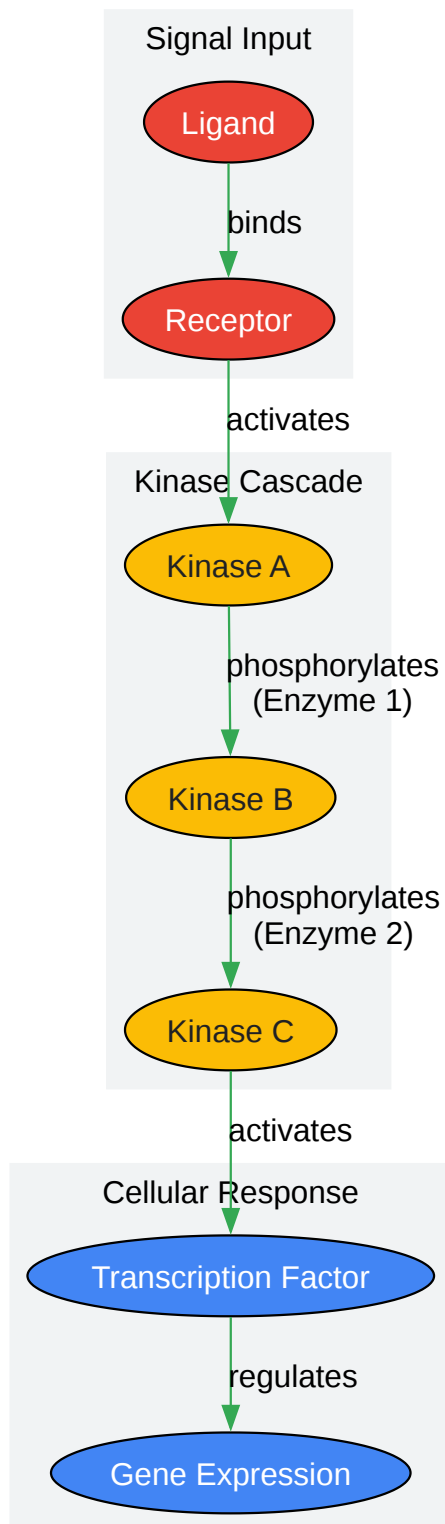 Signal Input
Ligand
binds
Receptor
activates
Kinase Cascade
Kinase A
phosphorylates
(Enzyme 1)
Kinase B
phosphorylates
(Enzyme 2)
Kinase C
activates
Cellular Response
Transcription Factor
regulates
Gene Expression